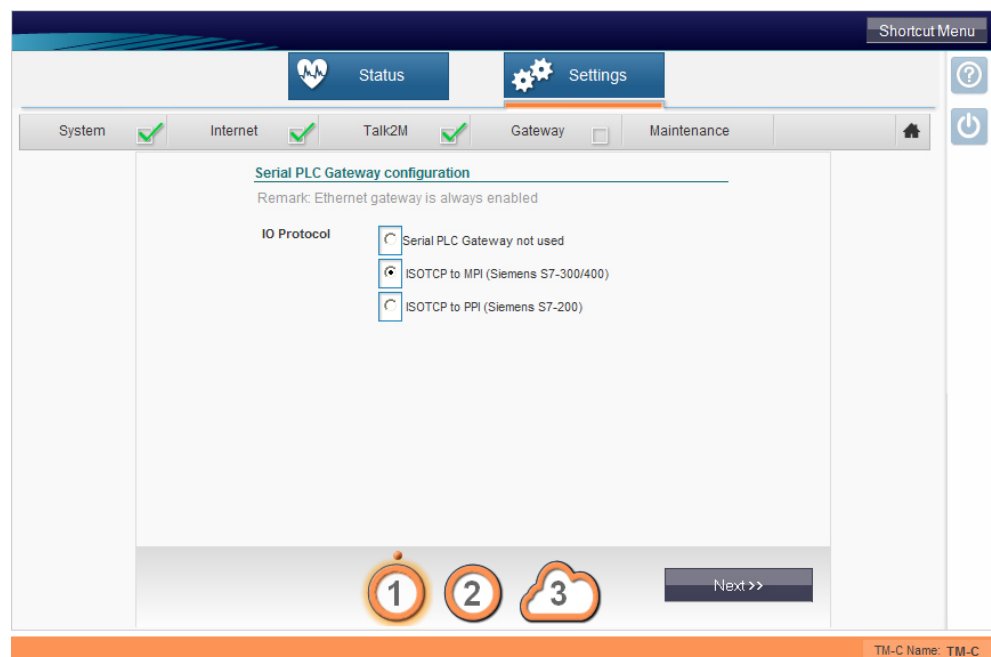 Shortcut Menu
Status
Settings
System
Internet
Talk2M
Gateway
Maintenance
Serial PLC Gateway configuration
Remark: Ethernet gateway is always enabled
IO Protocol
Serial PLC Gateway not used
ISOTCP to MPI (Siemens S7-300/400)
ISOTCP to PPI (Siemens S7-200)
1
2
3
Next >>
TM-C Name: TM-C